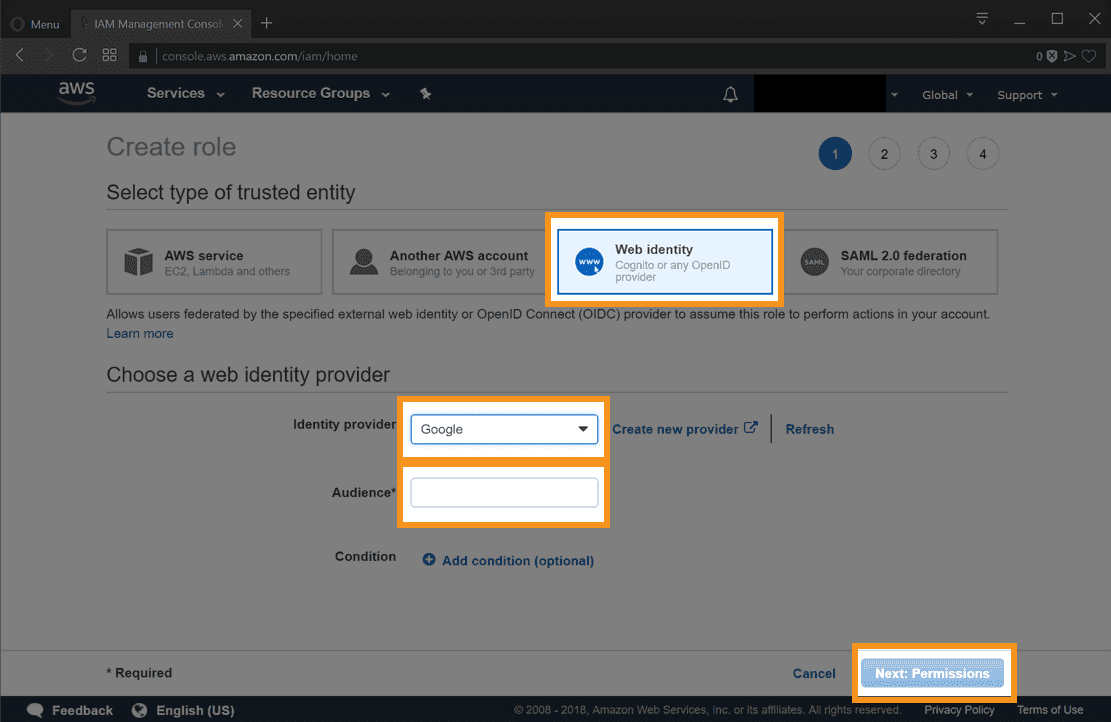 Menu
IAM Management Consol
console.aws.amazon.com/iam/home
0
aws
Services
Resource Groups
Global
Support
Create role
1
2
3
4
Select type of trusted entity
AWS service
EC2, Lambda and others
Another AWS account
Belonging to you or 3rd party
www
Web identity
Cognito or any OpenID
provider
SAML
SAML 2.0 federation
Your corporate directory
Allows users federated by the specified external web identity or OpenID Connect (OIDC) provider to assume this role to perform actions in your account.
Learn more
Choose a web identity provider
Identity provider
Google
Create new provider
Refresh
Audience*
Condition
Add condition (optional)
* Required
Cancel
Next: Permissions
Feedback
English (US)
© 2008 - 2018, Amazon Web Services, Inc. or its affiliates. All rights reserved.
Privacy Policy
Terms of Use